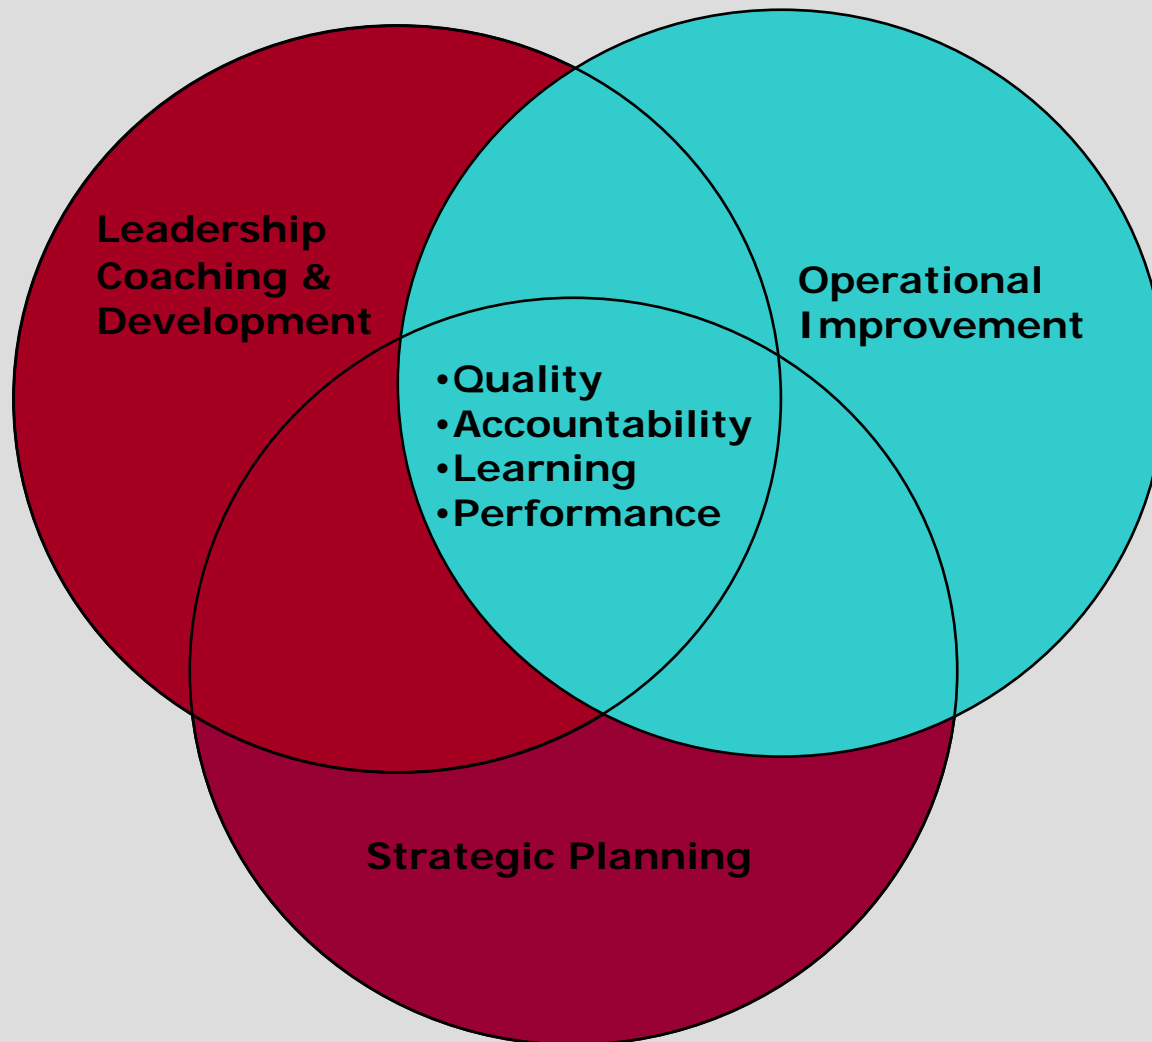 Leadership
Coaching &
Development
Operational
Improvement
•Quality
•Accountability
•Learning
•Performance
Strategic Planning